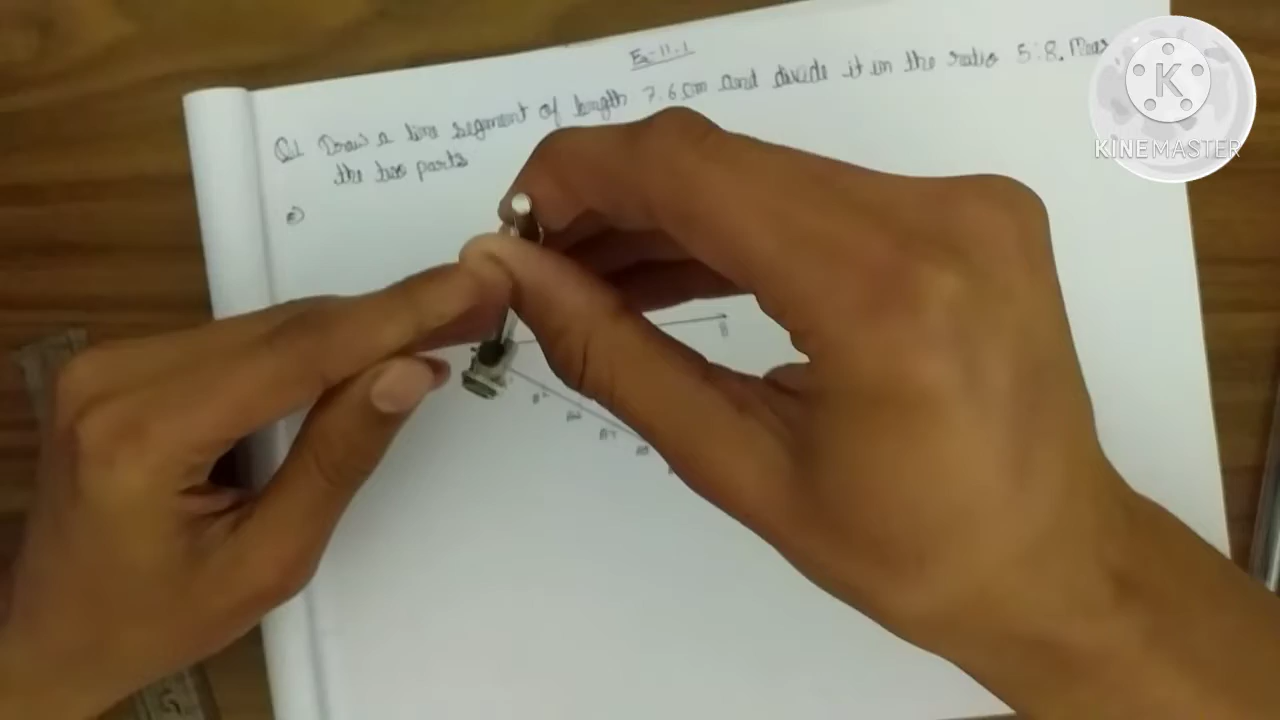 Ex-11.1
Q1 Draw a line segment of length 7.6 cm and divide it in the ratio 5:8. Meas
the two parts
B
K
KINEMASTER